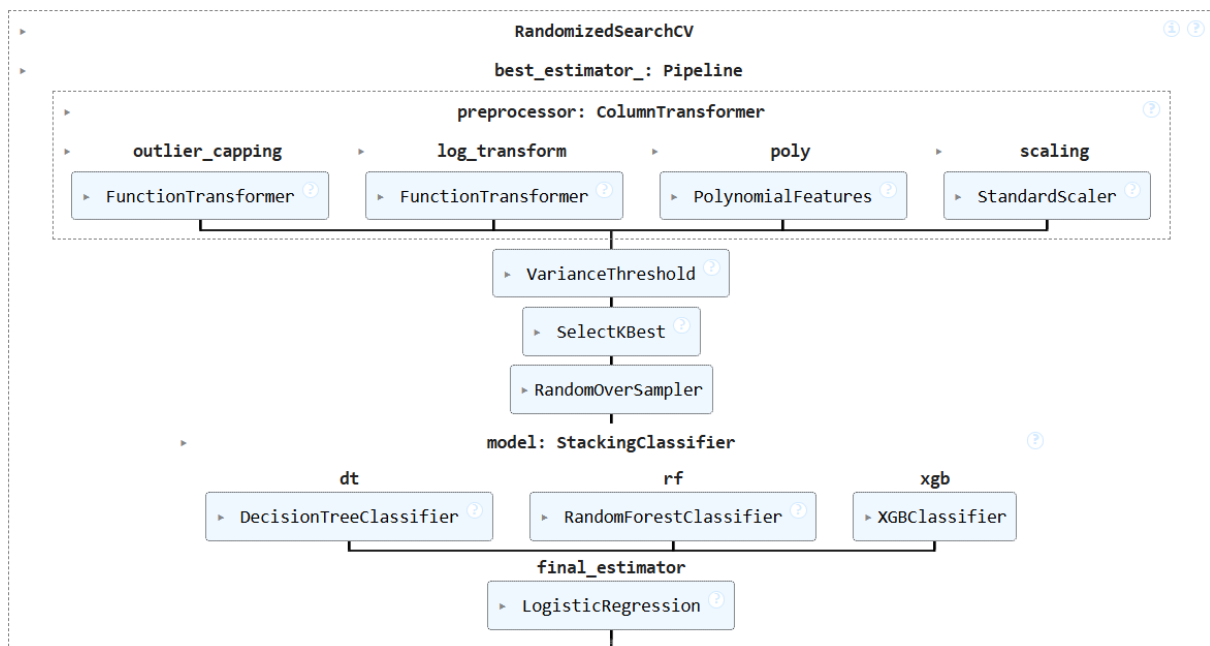 RandomizedSearchCV i ?
best_estimator_: Pipeline
preprocessor: ColumnTransformer ?
outlier_capping log_transform poly scaling
FunctionTransformer ? FunctionTransformer ? PolynomialFeatures ? StandardScaler ?
VarianceThreshold ?
SelectKBest ?
RandomOverSampler
model: StackingClassifier ?
dt rf xgb
DecisionTreeClassifier ? RandomForestClassifier ? XGBClassifier
final_estimator
LogisticRegression ?